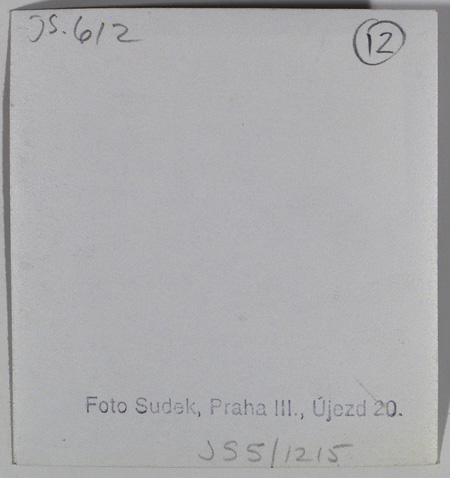 JS.612
12
Foto Sudek, Praha III., Újezd 20.
JS5/1215